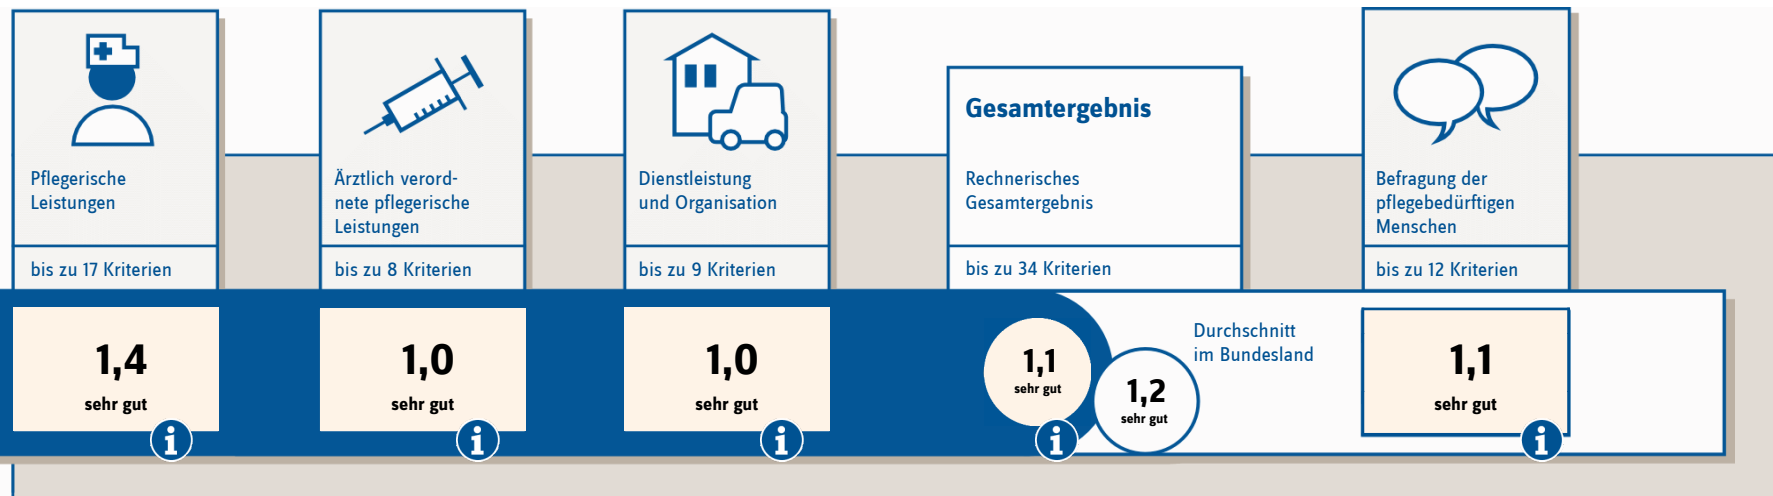 Pflegerische
Leistungen
bis zu 17 Kriterien
1,4
sehr gut
i
Ärztlich verord-
nete pflegerische
Leistungen
bis zu 8 Kriterien
1,0
sehr gut
i
Dienstleistung
und Organisation
bis zu 9 Kriterien
1,0
sehr gut
i
Gesamtergebnis
Rechnerisches
Gesamtergebnis
bis zu 34 Kriterien
1,1
sehr gut
i
1,2
sehr gut
Durchschnitt
im Bundesland
Befragung der
pflegebedürftigen
Menschen
bis zu 12 Kriterien
1,1
sehr gut
i